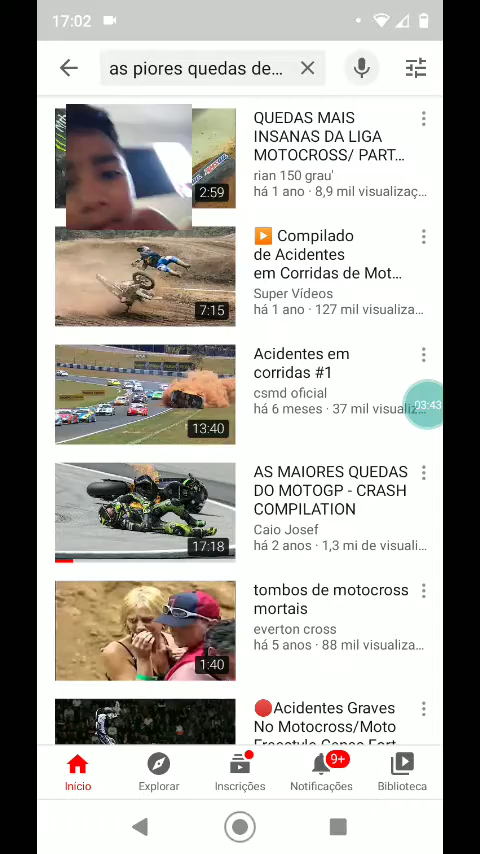 17:02
as piores quedas de...
QUEDAS MAIS
INSANAS DA LIGA
MOTOCROSS/ PART...
rian 150 grau'
há 1 ano · 8,9 mil visualizaç...
2:59
▶️ Compilado
de Acidentes
em Corridas de Mot...
Super Vídeos
há 1 ano · 127 mil visualiza...
7:15
Acidentes em
corridas #1
csmd oficial
há 6 meses · 37 mil visualiz...
03:43
13:40
AS MAIORES QUEDAS
DO MOTOGP - CRASH
COMPILATION
Caio Josef
há 2 anos · 1,3 mi de visuali...
17:18
tombos de motocross
mortais
everton cross
há 5 anos · 88 mil visualiza...
1:40
🔴Acidentes Graves
No Motocross/Moto
Início
Explorar
Inscrições
9+
Notificações
Biblioteca